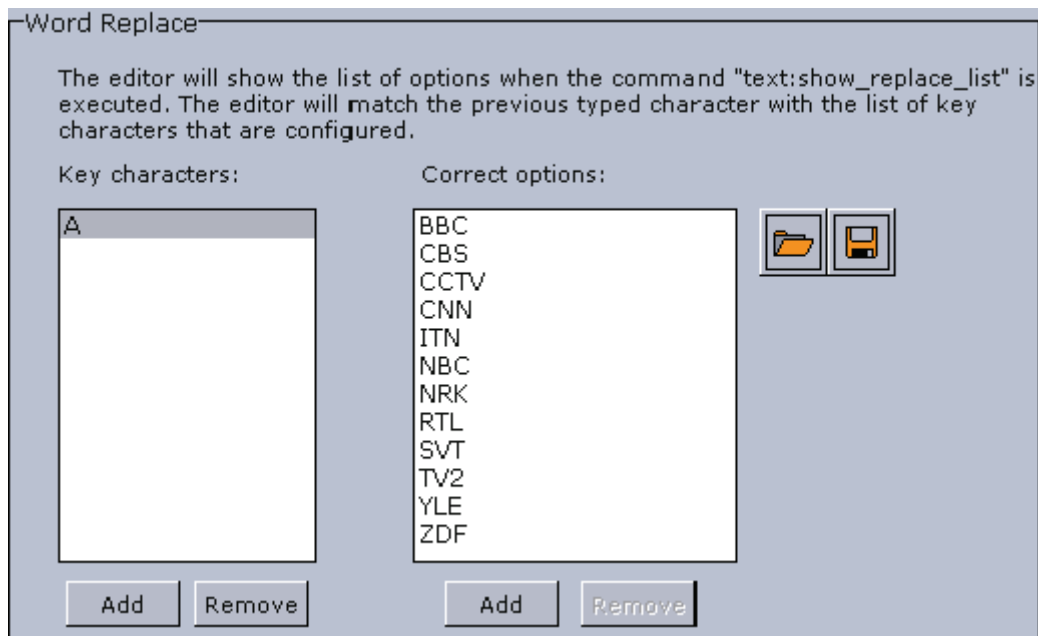 Word Replace
The editor will show the list of options when the command "text:show_replace_list" is
executed. The editor will match the previous typed character with the list of key
characters that are configured.
Key characters: Correct options:
A
BBC
CBS
CCTV
CNN
ITN
NBC
NRK
RTL
SVT
TV2
YLE
ZDF
Add Remove Add Remove